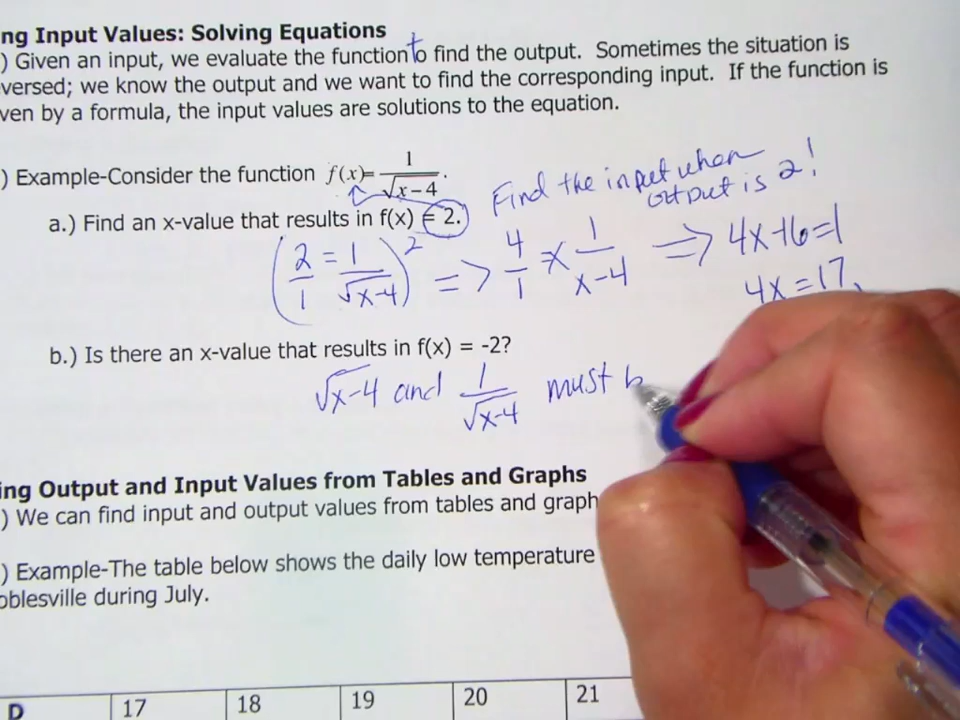 ng Input Values: Solving Equations
) Given an input, we evaluate the function to find the output. Sometimes the situation is
versed; we know the output and we want to find the corresponding input. If the function is
ven by a formula, the input values are solutions to the equation.
) Example-Consider the function f(x)= 1/√(x−4).
Find the input when
output is 2!
a.) Find an x-value that results in f(x) = 2.
(2/1 = 1/√(x-4))² => 4/1 = 1/(x-4) => 4x-16=1
4x=17
b.) Is there an x-value that results in f(x) = -2?
√(x-4) and 1/√(x-4) must b
ing Output and Input Values from Tables and Graphs
) We can find input and output values from tables and graph
) Example-The table below shows the daily low temperature
oblesville during July.
D 17 18 19 20 21